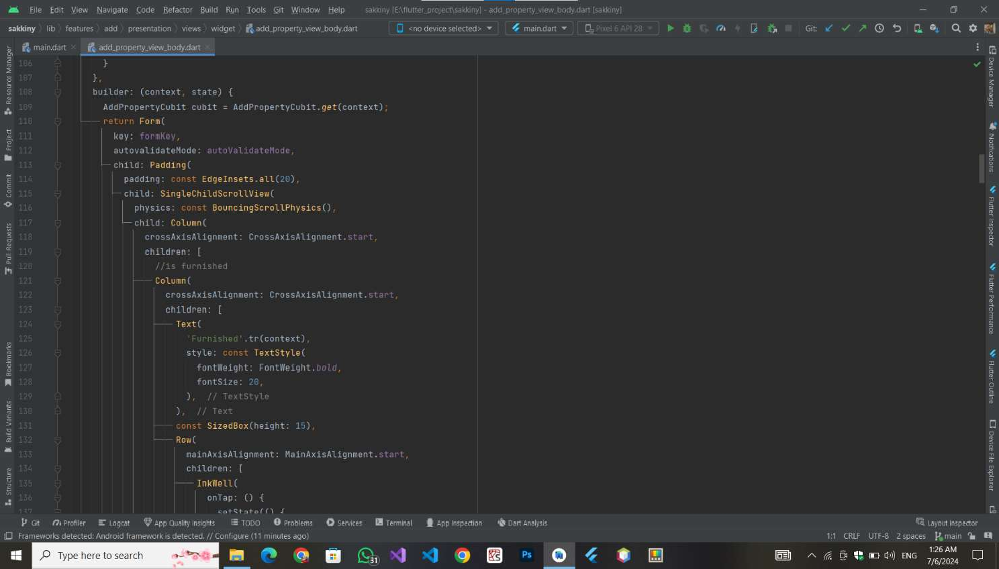 File Edit View Navigate Code Refactor Build Run Tools Git Window Help sakkiny [E:\flutter_project\sakkiny] - add_property_view_body.dart [sakkiny]
sakkiny lib features add presentation views widget add_property_view_body.dart <no device selected> main.dart Pixel 6 API 28 Git:
main.dart add_property_view_body.dart
106 }
107 },
108 builder: (context, state) {
109 AddPropertyCubit cubit = AddPropertyCubit.get(context);
110 return Form(
111 key: formKey,
112 autovalidateMode: autoValidateMode,
113 child: Padding(
114 padding: const EdgeInsets.all(20),
115 child: SingleChildScrollView(
116 physics: const BouncingScrollPhysics(),
117 child: Column(
118 crossAxisAlignment: CrossAxisAlignment.start,
119 children: [
120 //is furnished
121 Column(
122 crossAxisAlignment: CrossAxisAlignment.start,
123 children: [
124 Text(
125 'Furnished'.tr(context),
126 style: const TextStyle(
127 fontWeight: FontWeight.bold,
128 fontSize: 20,
129 ), // TextStyle
130 ), // Text
131 const SizedBox(height: 15),
132 Row(
133 mainAxisAlignment: MainAxisAlignment.start,
134 children: [
135 InkWell(
136 onTap: () {
137 setState(() {
Resource Manager
Project
Commit
Pull Requests
Bookmarks
Build Variants
Structure
Device Manager
Notifications
Flutter Inspector
Flutter Performance
Flutter Outline
Device File Explorer
Git Profiler Logcat App Quality Insights TODO Problems Services Terminal App Inspection Dart Analysis Layout Inspector
Frameworks detected: Android framework is detected. // Configure (11 minutes ago) 1:1 CRLF UTF-8 2 spaces main
Type here to search 31 Ps ENG 1:26 AM
7/6/2024